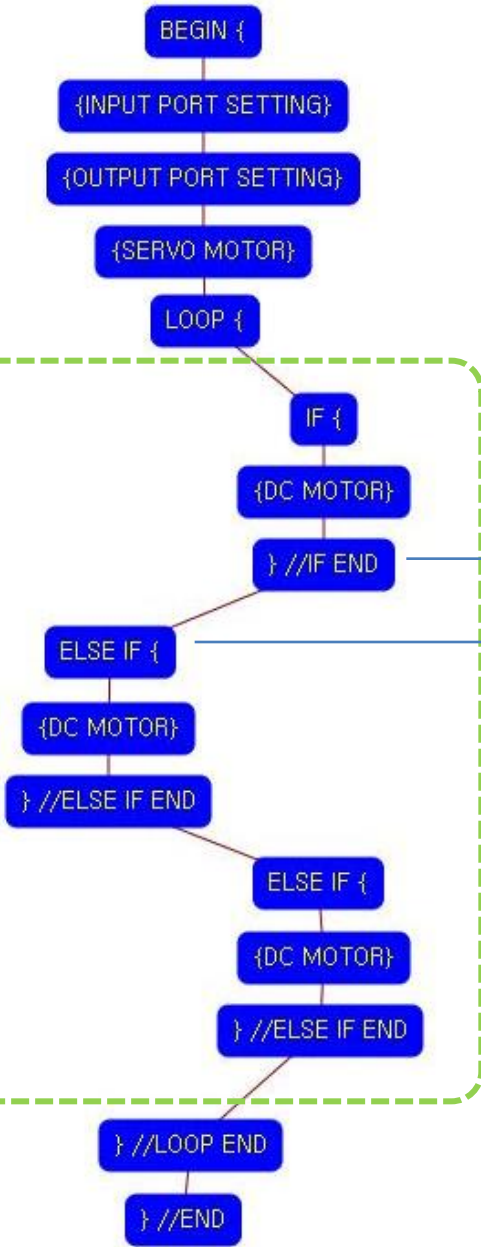 BEGIN {
{INPUT PORT SETTING}
{OUTPUT PORT SETTING}
{SERVO MOTOR}
LOOP {
IF {
{DC MOTOR}
} //IF END
ELSE IF {
{DC MOTOR}
} //ELSE IF END
ELSE IF {
{DC MOTOR}
} //ELSE IF END
} //LOOP END
} //END